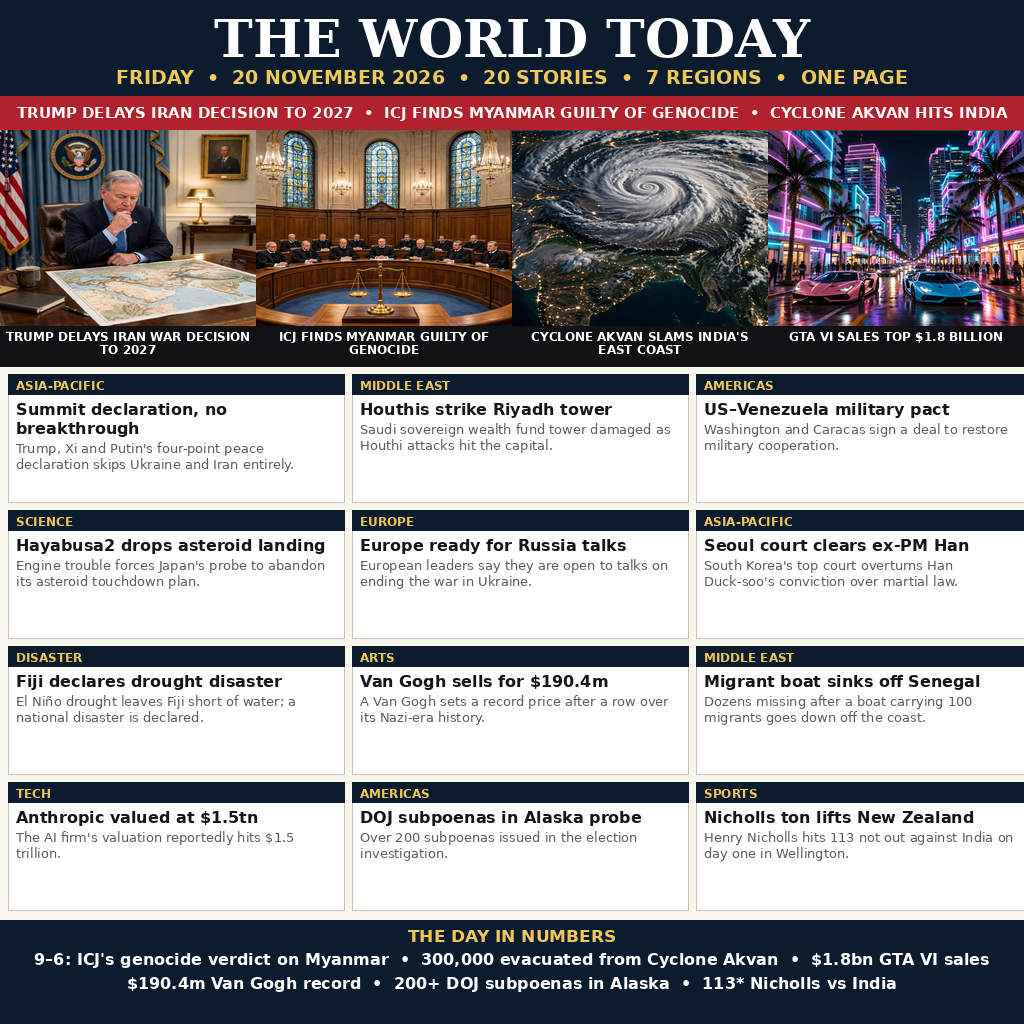 THE WORLD TODAY
FRIDAY • 20 NOVEMBER 2026 • 20 STORIES • 7 REGIONS • ONE PAGE
TRUMP DELAYS IRAN DECISION TO 2027 • ICJ FINDS MYANMAR GUILTY OF GENOCIDE • CYCLONE AKVAN HITS INDIA
TRUMP DELAYS IRAN WAR DECISION
TO 2027
ICJ FINDS MYANMAR GUILTY OF
GENOCIDE
CYCLONE AKVAN SLAMS INDIA'S
EAST COAST
GTA VI SALES TOP $1.8 BILLION
ASIA-PACIFIC
Summit declaration, no
breakthrough
Trump, Xi and Putin's four-point peace
declaration skips Ukraine and Iran entirely.
MIDDLE EAST
Houthis strike Riyadh tower
Saudi sovereign wealth fund tower damaged as
Houthi attacks hit the capital.
AMERICAS
US–Venezuela military pact
Washington and Caracas sign a deal to restore
military cooperation.
SCIENCE
Hayabusa2 drops asteroid landing
Engine trouble forces Japan's probe to abandon
its asteroid touchdown plan.
EUROPE
Europe ready for Russia talks
European leaders say they are open to talks on
ending the war in Ukraine.
ASIA-PACIFIC
Seoul court clears ex-PM Han
South Korea's top court overturns Han
Duck-soo's conviction over martial law.
DISASTER
Fiji declares drought disaster
El Niño drought leaves Fiji short of water; a
national disaster is declared.
ARTS
Van Gogh sells for $190.4m
A Van Gogh sets a record price after a row over
its Nazi-era history.
MIDDLE EAST
Migrant boat sinks off Senegal
Dozens missing after a boat carrying 100
migrants goes down off the coast.
TECH
Anthropic valued at $1.5tn
The AI firm's valuation reportedly hits $1.5
trillion.
AMERICAS
DOJ subpoenas in Alaska probe
Over 200 subpoenas issued in the election
investigation.
SPORTS
Nicholls ton lifts New Zealand
Henry Nicholls hits 113 not out against India on
day one in Wellington.
THE DAY IN NUMBERS
9–6: ICJ's genocide verdict on Myanmar • 300,000 evacuated from Cyclone Akvan • $1.8bn GTA VI sales
$190.4m Van Gogh record • 200+ DOJ subpoenas in Alaska • 113* Nicholls vs India